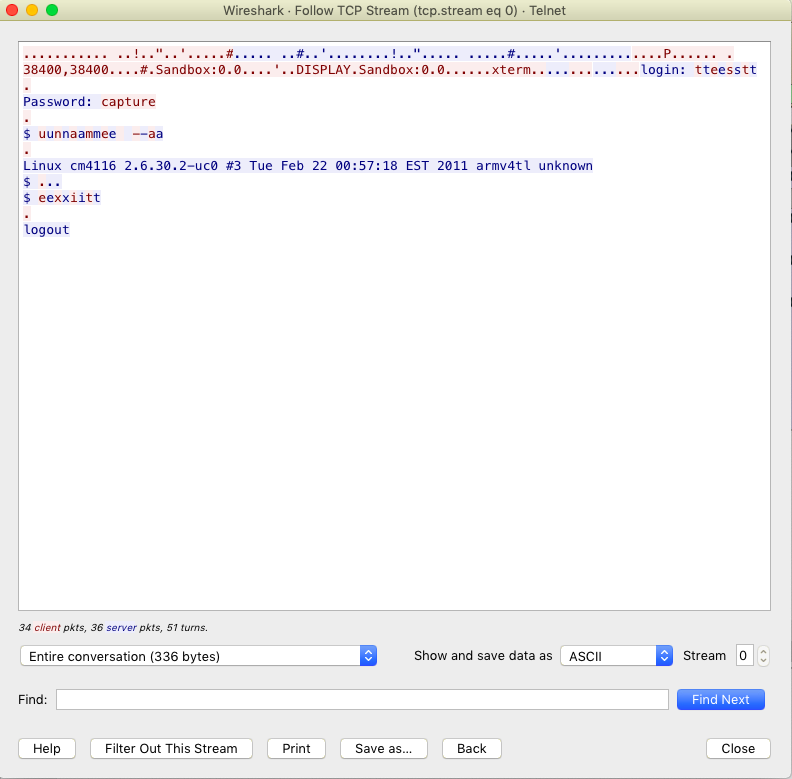 Wireshark · Follow TCP Stream (tcp.stream eq 0) · Telnet
........... ..!.."..'.....#..... ..#..'........!..".....  .....#.....'.............P...... .
38400,38400....#.Sandbox:0.0....'..DISPLAY.Sandbox:0.0......xterm..............login: tteesstt
.
Password: capture
.
$ uunnaammee  --aa
.
Linux cm4116 2.6.30.2-uc0 #3 Tue Feb 22 00:57:18 EST 2011 armv4tl unknown
$ ...
$ eexxiitt
.
logout
34 client pkts, 36 server pkts, 51 turns.
Entire conversation (336 bytes) Show and save data as ASCII Stream 0
Find: Find Next
Help Filter Out This Stream Print Save as... Back Close